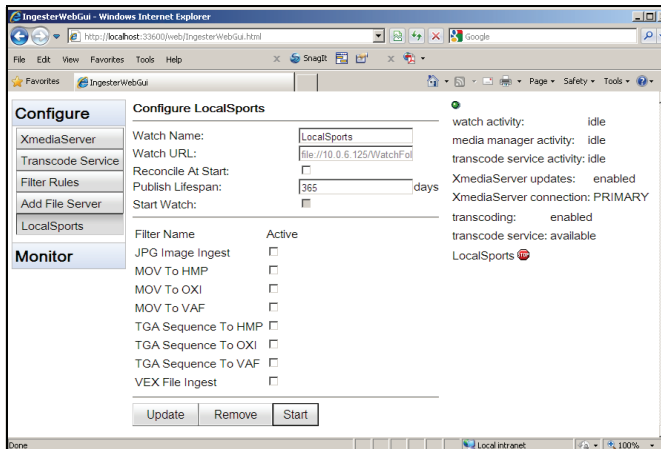 IngesterWebGui - Windows Internet Explorer
http://localhost:33600/web/IngesterWebGui.html
Google
File Edit View Favorites Tools Help
SnagIt
Favorites
IngesterWebGui
Page
Safety
Tools
Configure
XmediaServer
Transcode Service
Filter Rules
Add File Server
LocalSports
Monitor
Configure LocalSports
Watch Name: LocalSports
Watch URL: file://10.0.6.125/WatchFol
Reconcile At Start:
Publish Lifespan: 365 days
Start Watch:
Filter Name Active
JPG Image Ingest
MOV To HMP
MOV To OXI
MOV To VAF
TGA Sequence To HMP
TGA Sequence To OXI
TGA Sequence To VAF
VEX File Ingest
Update Remove Start
watch activity: idle
media manager activity: idle
transcode service activity: idle
XmediaServer updates: enabled
XmediaServer connection: PRIMARY
transcoding: enabled
transcode service: available
LocalSports STOP
Done
Local intranet
100%